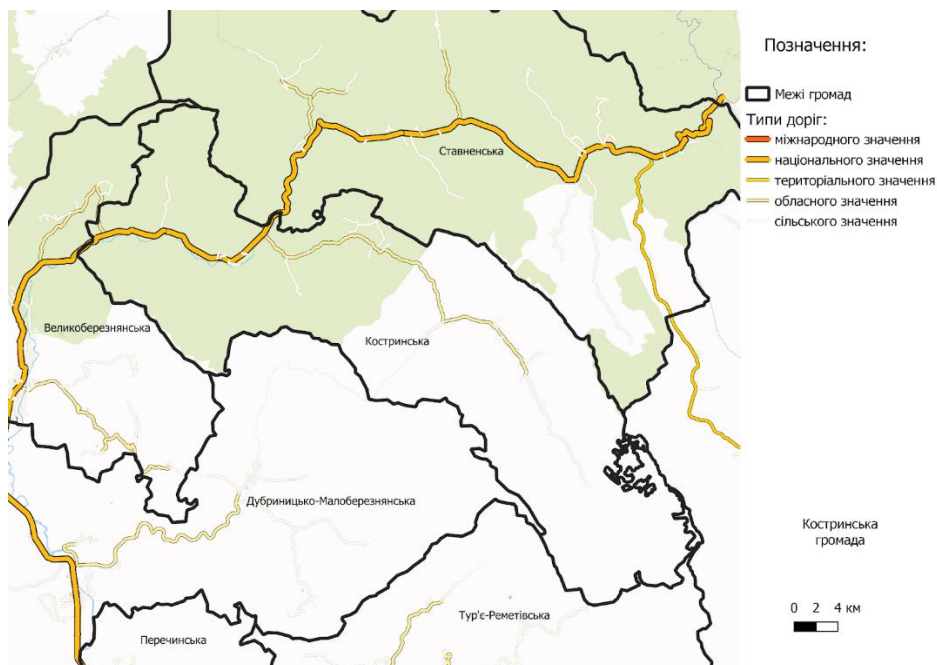 Позначення:
Межі громад
Типи доріг:
міжнародного значення
національного значення
територіального значення
обласного значення
сільського значення
Ставненська
Великоберезнянська
Костринська
Дубриницько-Малоберезнянська
Тур'є-Реметівська
Перечинська
Костринська
громада
0 2 4 км